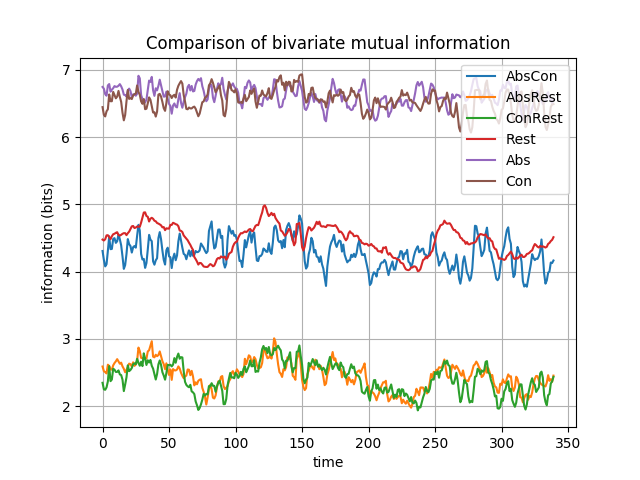 Comparison of bivariate mutual information
7
6
5
4
3
2
information (bits)
0
50
100
150
200
250
300
350
time
AbsCon
AbsRest
ConRest
Rest
Abs
Con